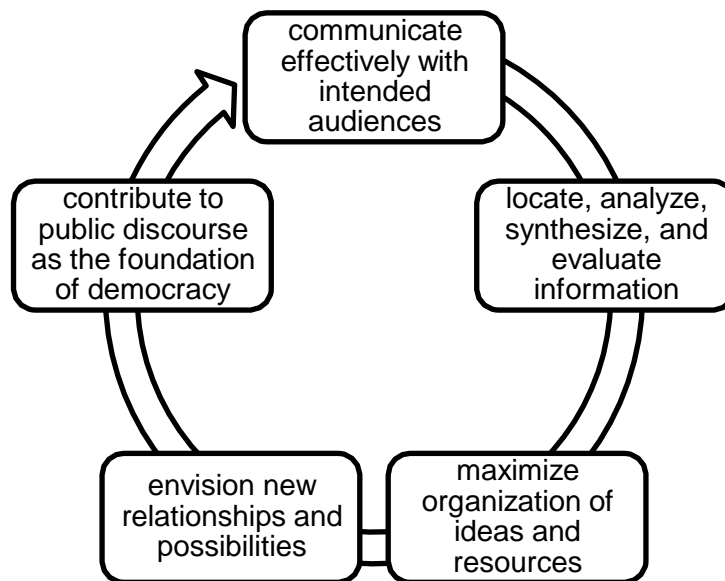 communicate
effectively with
intended
audiences
locate, analyze,
synthesize, and
evaluate
information
maximize
organization of
ideas and
resources
envision new
relationships and
possibilities
contribute to
public discourse
as the foundation
of democracy